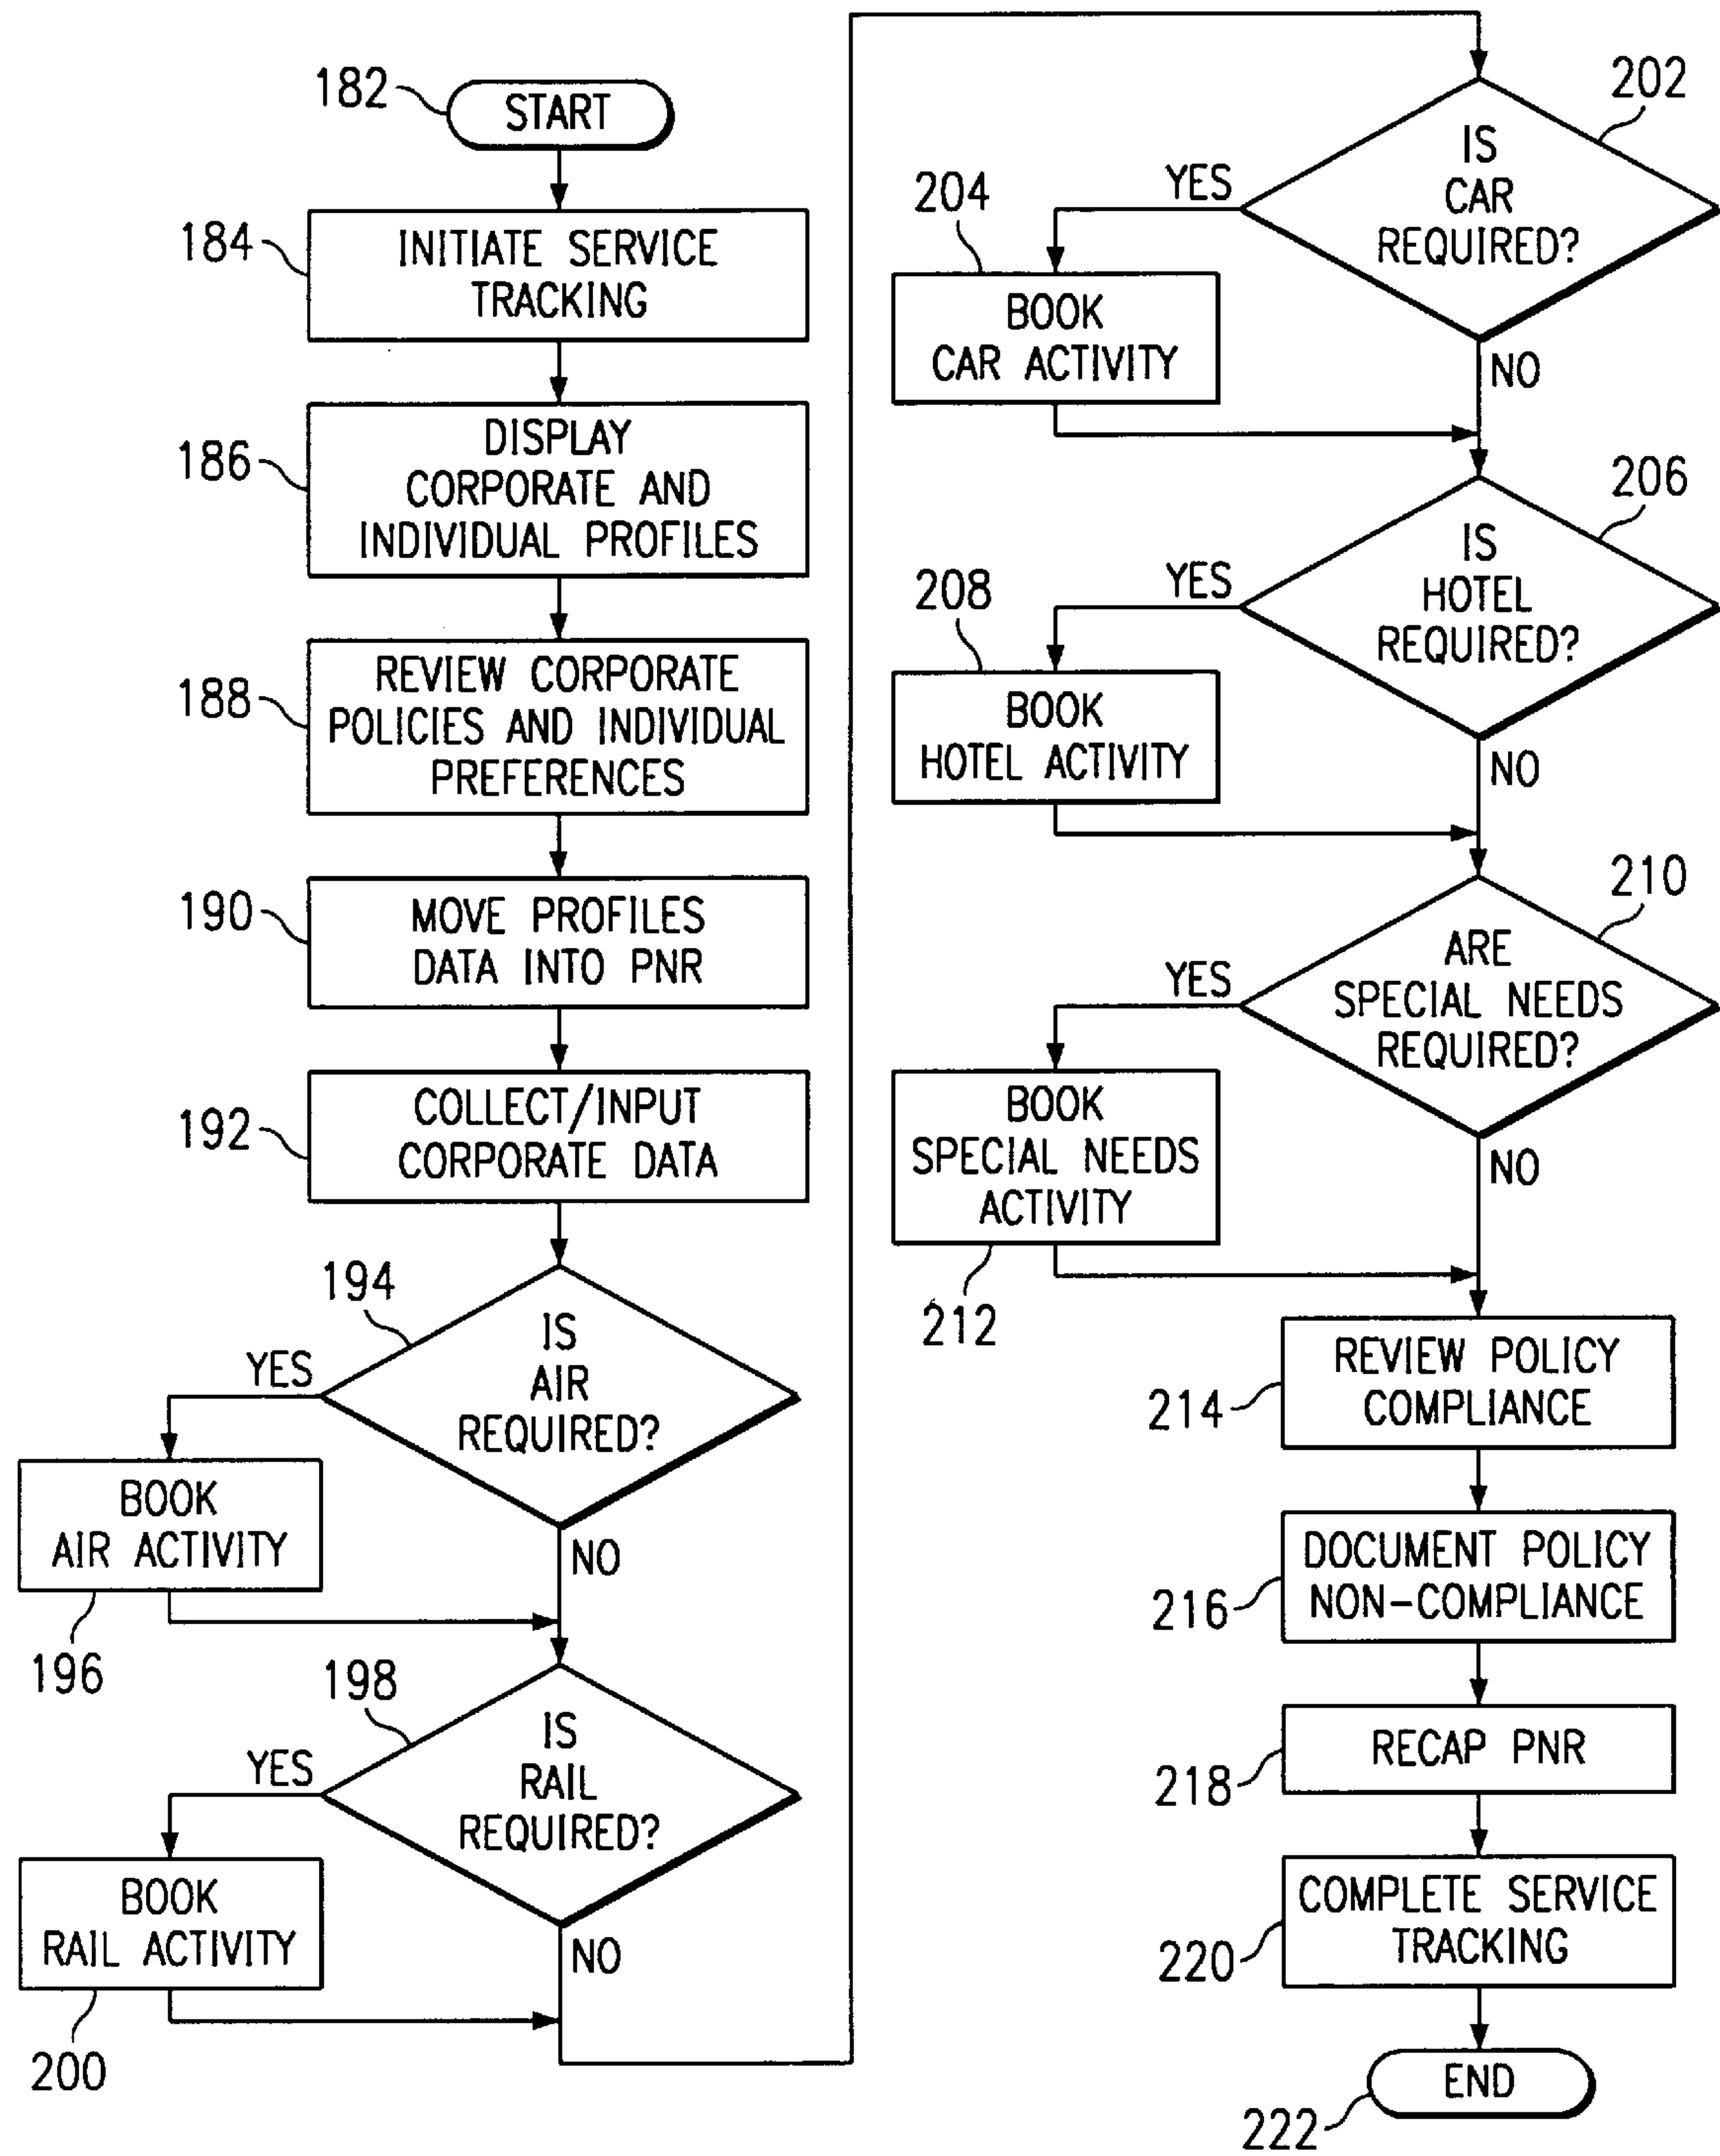 182
START
184
INITIATE SERVICE
TRACKING
186
DISPLAY
CORPORATE AND
INDIVIDUAL PROFILES
188
REVIEW CORPORATE
POLICIES AND INDIVIDUAL
PREFERENCES
190
MOVE PROFILES
DATA INTO PNR
192
COLLECT/INPUT
CORPORATE DATA
194
IS
AIR
REQUIRED?
YES
BOOK
AIR ACTIVITY
196
NO
198
IS
RAIL
REQUIRED?
YES
BOOK
RAIL ACTIVITY
200
NO
202
IS
CAR
REQUIRED?
YES
204
BOOK
CAR ACTIVITY
NO
206
IS
HOTEL
REQUIRED?
YES
208
BOOK
HOTEL ACTIVITY
NO
210
ARE
SPECIAL NEEDS
REQUIRED?
YES
BOOK
SPECIAL NEEDS
ACTIVITY
212
NO
REVIEW POLICY
COMPLIANCE
214
DOCUMENT POLICY
NON-COMPLIANCE
216
RECAP PNR
218
COMPLETE SERVICE
TRACKING
220
END
222